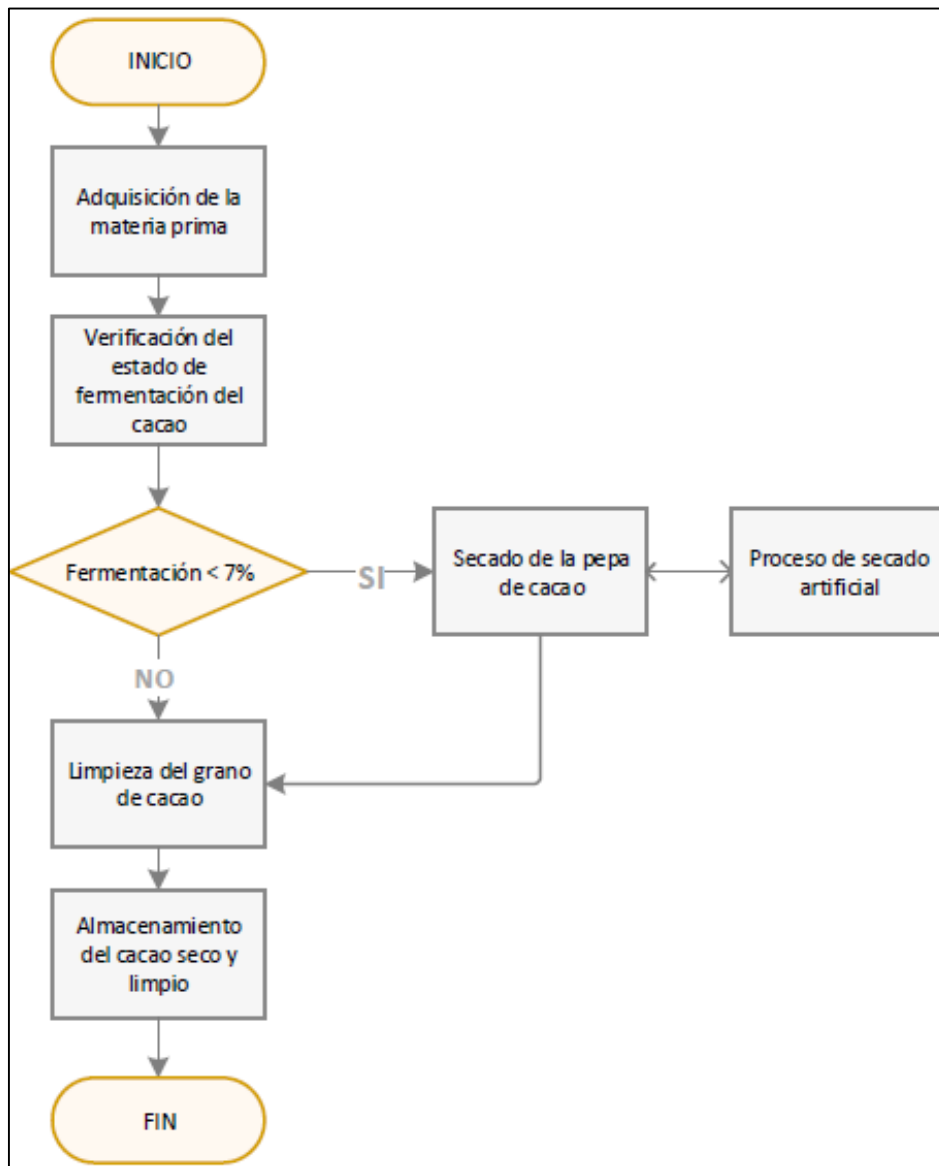 INICIO
Adquisición de la
materia prima
Verificación del
estado de
fermentación del
cacao
Fermentación < 7%
SI
Secado de la pepa
de cacao
Proceso de secado
artificial
NO
Limpieza del grano
de cacao
Almacenamiento
del cacao seco y
limpio
FIN